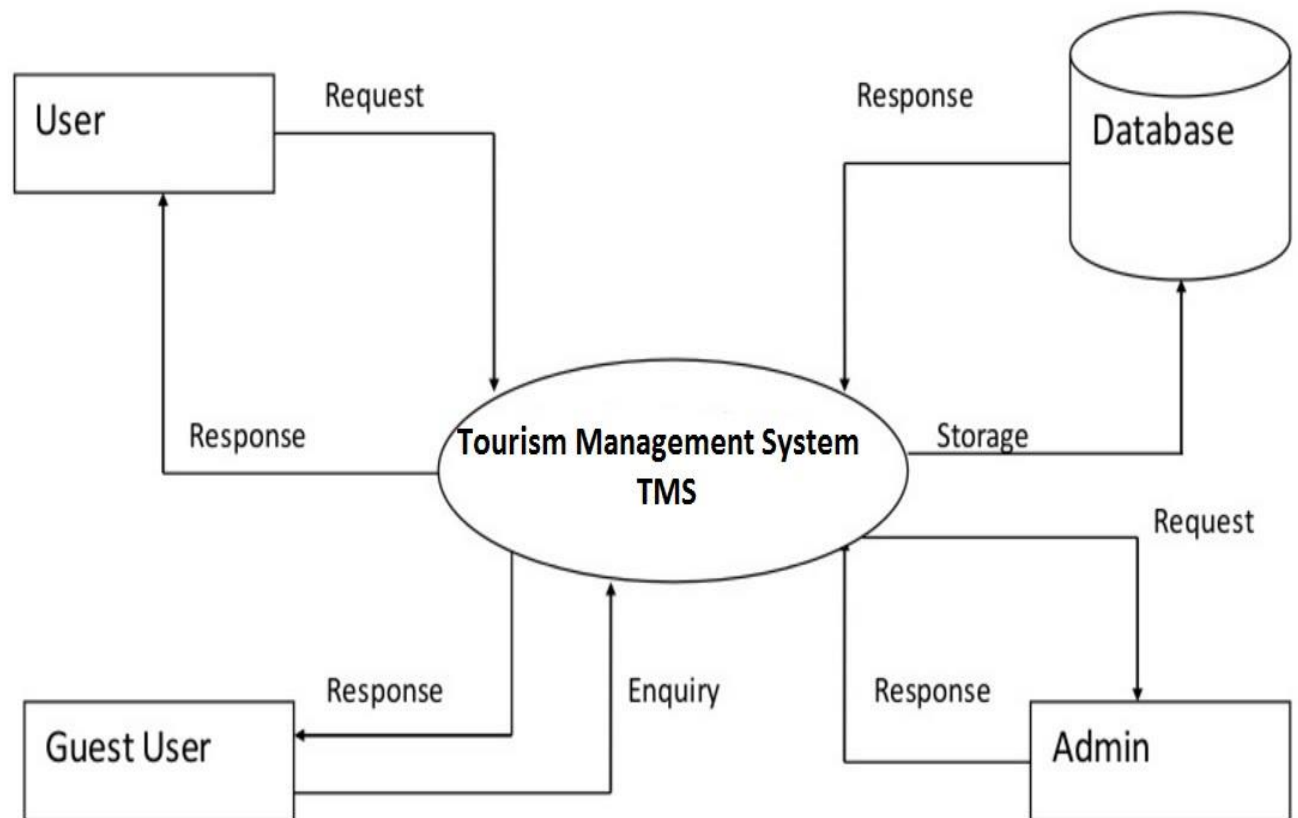 User
Request
Response
Database
Response
Tourism Management System
TMS
Storage
Request
Response
Enquiry
Response
Guest User
Admin